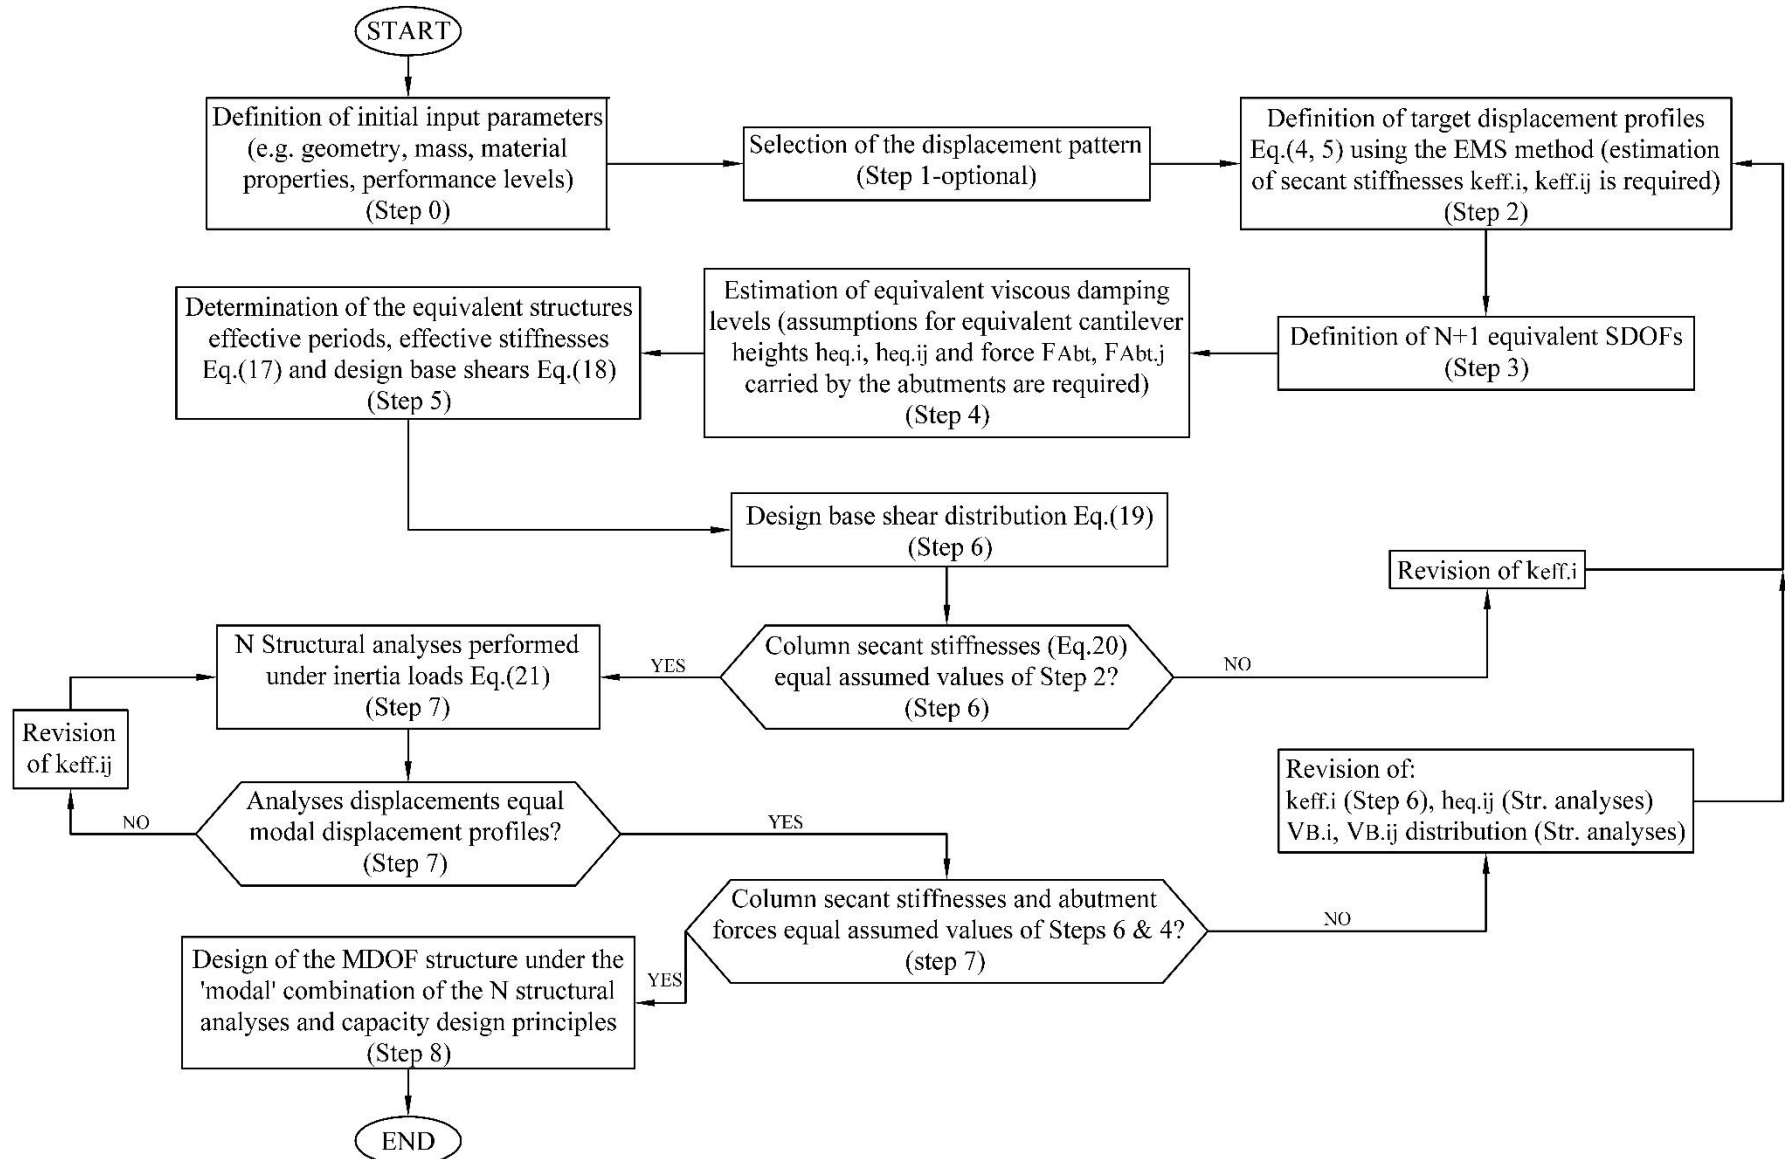 START
Definition of initial input parameters
(e.g. geometry, mass, material
properties, performance levels)
(Step 0)
Selection of the displacement pattern
(Step 1-optional)
Definition of target displacement profiles
Eq.(4, 5) using the EMS method (estimation
of secant stiffnesses keff.i, keff.ij is required)
(Step 2)
Definition of N+1 equivalent SDOFs
(Step 3)
Estimation of equivalent viscous damping
levels (assumptions for equivalent cantilever
heights heq.i, heq.ij and force FAbt, FAbt.j
carried by the abutments are required)
(Step 4)
Determination of the equivalent structures
effective periods, effective stiffnesses
Eq.(17) and design base shears Eq.(18)
(Step 5)
Design base shear distribution Eq.(19)
(Step 6)
Column secant stiffnesses (Eq.20)
equal assumed values of Step 2?
(Step 6)
NO
Revision of keff.i
YES
N Structural analyses performed
under inertia loads Eq.(21)
(Step 7)
Analyses displacements equal
modal displacement profiles?
(Step 7)
NO
Revision
of keff.ij
YES
Column secant stiffnesses and abutment
forces equal assumed values of Steps 6 & 4?
(step 7)
NO
Revision of:
keff.i (Step 6), heq.ij (Str. analyses)
VB.i, VB.ij distribution (Str. analyses)
YES
Design of the MDOF structure under the
'modal' combination of the N structural
analyses and capacity design principles
(Step 8)
END